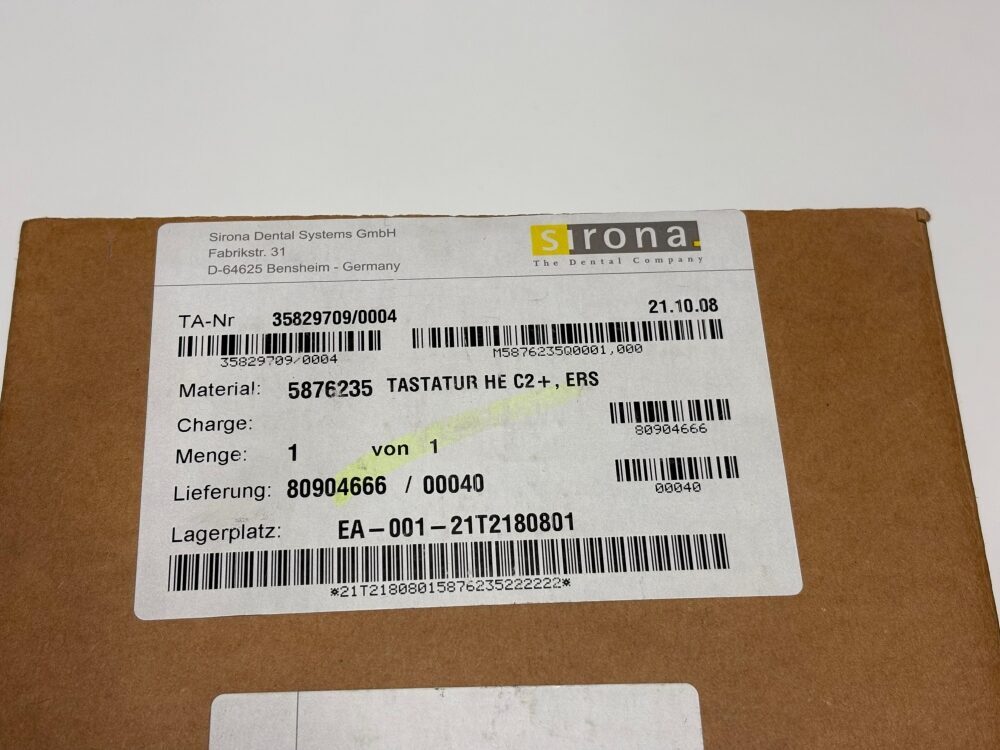 Sirona Dental Systems GmbH
Fabrikstr. 31
D-64625 Bensheim - Germany
sirona.
The Dental Company
TA-Nr 35829709/0004
21.10.08
35829709/0004
M5876235Q0001,000
Material: 5876235 TASTATUR HE C2+, ERS
Charge:
80904666
Menge: 1 von 1
Lieferung: 80904666 / 00040
00040
Lagerplatz: EA-001-21T2180801
*21T21808015876235222222*